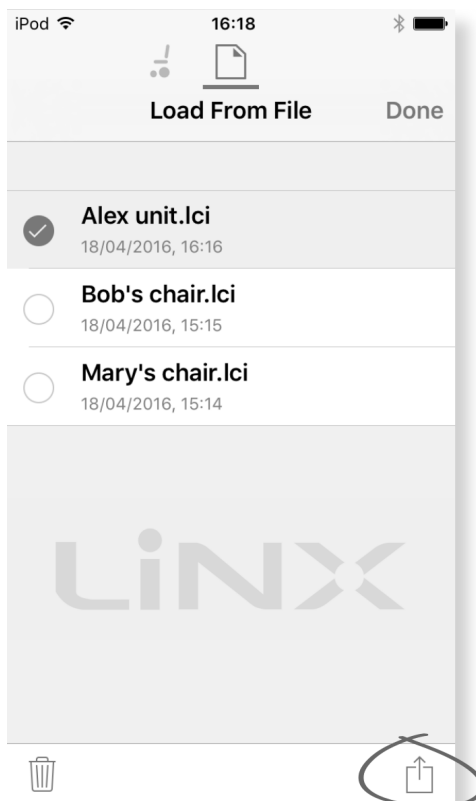 iPod 16:18
Load From File Done
Alex unit.lci
18/04/2016, 16:16
Bob's chair.lci
18/04/2016, 15:15
Mary's chair.lci
18/04/2016, 15:14
LiNX